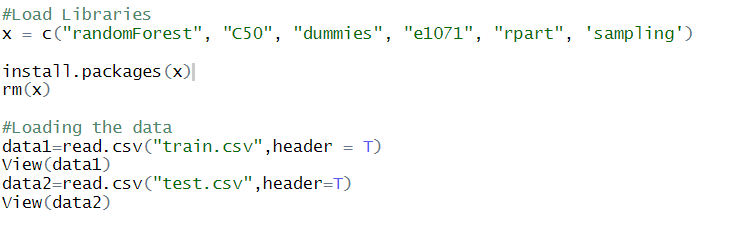 #Load Libraries
x = c("randomForest", "C50", "dummies", "e1071", "rpart", 'sampling')
install.packages(x)
rm(x)
#Loading the data
data1=read.csv("train.csv",header = T)
View(data1)
data2=read.csv("test.csv",header=T)
View(data2)